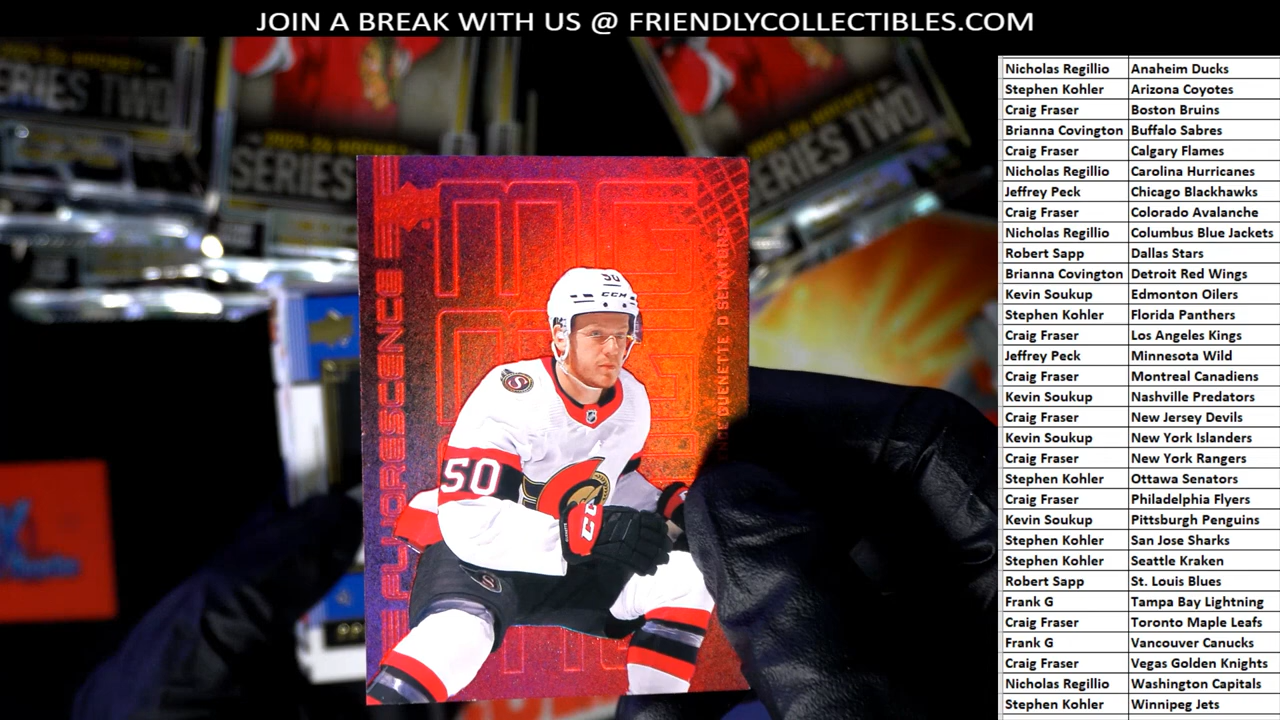 JOIN A BREAK WITH US @ FRIENDLYCOLLECTIBLES.COM
Nicholas Regillio Anaheim Ducks
Stephen Kohler Arizona Coyotes
Craig Fraser Boston Bruins
Brianna Covington Buffalo Sabres
Craig Fraser Calgary Flames
Nicholas Regillio Carolina Hurricanes
Jeffrey Peck Chicago Blackhawks
Craig Fraser Colorado Avalanche
Nicholas Regillio Columbus Blue Jackets
Robert Sapp Dallas Stars
Brianna Covington Detroit Red Wings
Kevin Soukup Edmonton Oilers
Stephen Kohler Florida Panthers
Craig Fraser Los Angeles Kings
Jeffrey Peck Minnesota Wild
Craig Fraser Montreal Canadiens
Kevin Soukup Nashville Predators
Craig Fraser New Jersey Devils
Kevin Soukup New York Islanders
Craig Fraser New York Rangers
Stephen Kohler Ottawa Senators
Craig Fraser Philadelphia Flyers
Kevin Soukup Pittsburgh Penguins
Stephen Kohler San Jose Sharks
Stephen Kohler Seattle Kraken
Robert Sapp St. Louis Blues
Frank G Tampa Bay Lightning
Craig Fraser Toronto Maple Leafs
Frank G Vancouver Canucks
Craig Fraser Vegas Golden Knights
Nicholas Regillio Washington Capitals
Stephen Kohler Winnipeg Jets
SERIES TWO
SERIES
SERIES TWO
FLUORESCENCE
GUENETTE D SENATORS
50
CCM
50